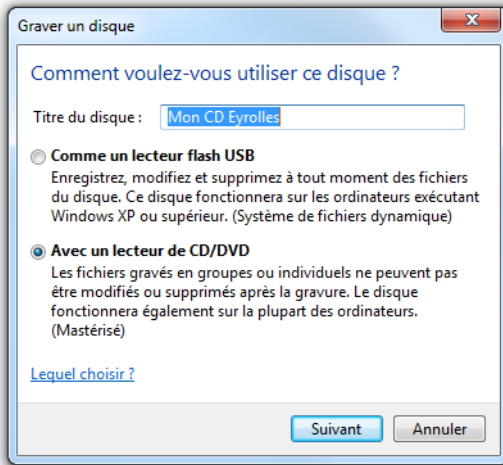 Graver un disque
Comment voulez-vous utiliser ce disque ?
Titre du disque : Mon CD Eyrolles
Comme un lecteur flash USB
Enregistrez, modifiez et supprimez à tout moment des fichiers
du disque. Ce disque fonctionnera sur les ordinateurs exécutant
Windows XP ou supérieur. (Système de fichiers dynamique)
Avec un lecteur de CD/DVD
Les fichiers gravés en groupes ou individuels ne peuvent pas
être modifiés ou supprimés après la gravure. Le disque
fonctionnera également sur la plupart des ordinateurs.
(Mastérisé)
Lequel choisir ?
Suivant Annuler